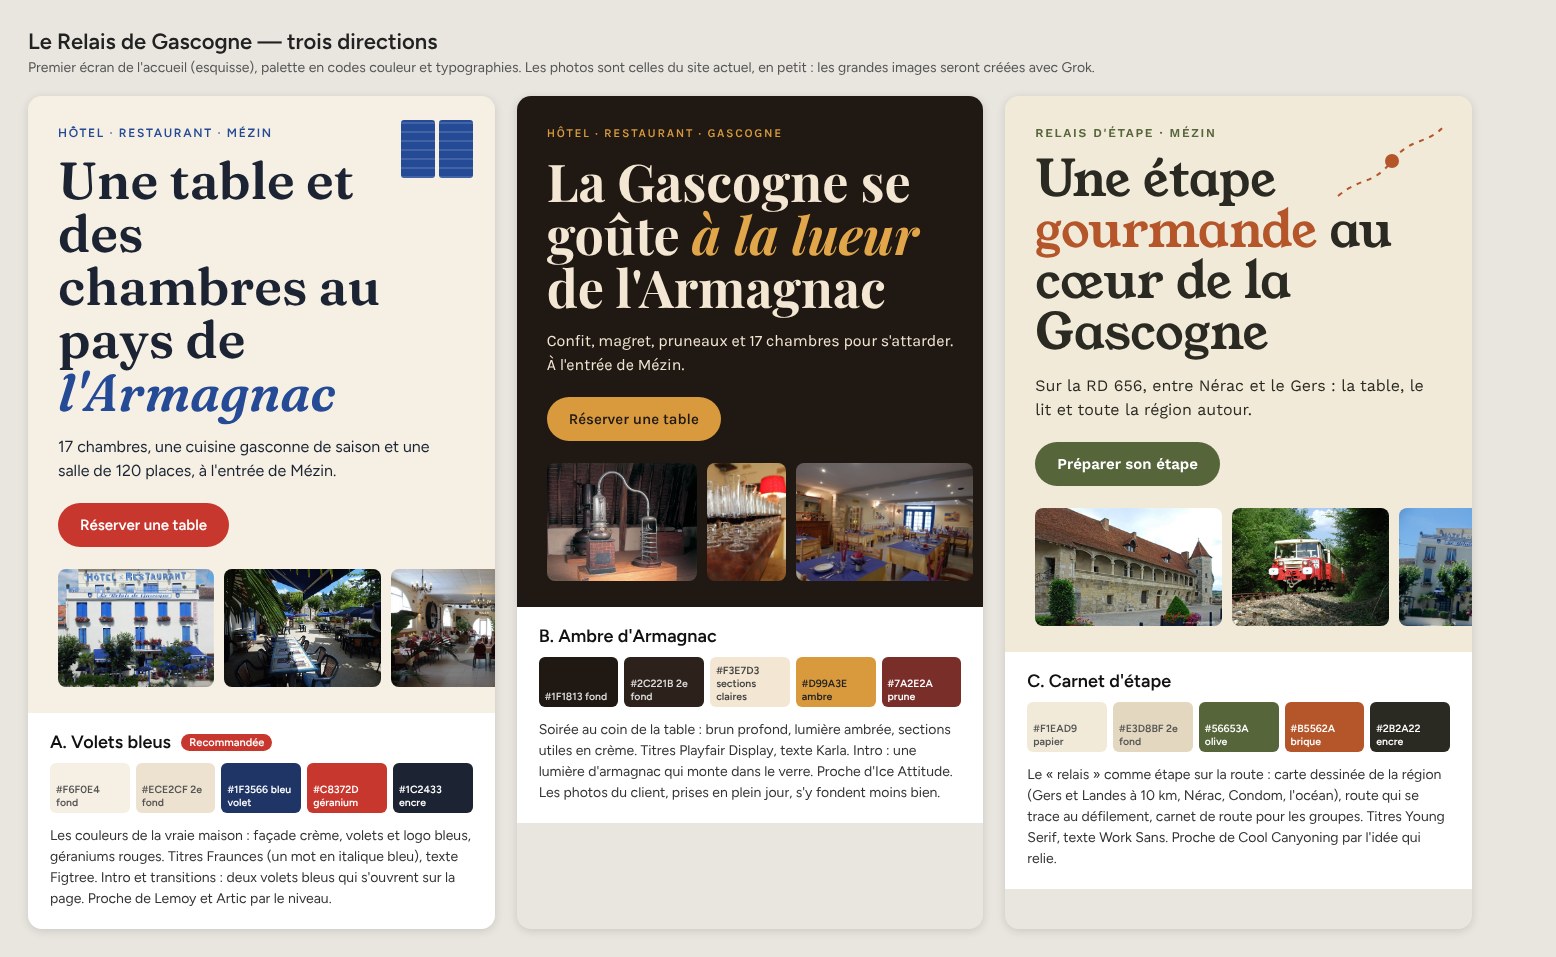 Le Relais de Gascogne — trois directions
Premier écran de l'accueil (esquisse), palette en codes couleur et typographies. Les photos sont celles du site actuel, en petit : les grandes images seront créées avec Grok.
HÔTEL · RESTAURANT · MÉZIN
Une table et
des
chambres au
pays de
l'Armagnac
17 chambres, une cuisine gasconne de saison et une
salle de 120 places, à l'entrée de Mézin.
Réserver une table
HÔTEL - RESTAURANT
Le Relais de Gascogne
A. Volets bleus
Recommandée
#F6F0E4
fond
#ECE2CF 2e
fond
#1F3566 bleu
volet
#C8372D
géranium
#1C2433
encre
Les couleurs de la vraie maison : façade crème, volets et logo bleus,
géraniums rouges. Titres Fraunces (un mot en italique bleu), texte
Figtree. Intro et transitions : deux volets bleus qui s'ouvrent sur la
page. Proche de Lemoy et Artic par le niveau.
HÔTEL · RESTAURANT · GASCOGNE
La Gascogne se
goûte à la lueur
de l'Armagnac
Confit, magret, pruneaux et 17 chambres pour s'attarder.
À l'entrée de Mézin.
Réserver une table
B. Ambre d'Armagnac
#1F1813 fond
#2C221B 2e
fond
#F3E7D3
sections
claires
#D99A3E
ambre
#7A2E2A
prune
Soirée au coin de la table : brun profond, lumière ambrée, sections
utiles en crème. Titres Playfair Display, texte Karla. Intro : une
lumière d'armagnac qui monte dans le verre. Proche d'Ice Attitude.
Les photos du client, prises en plein jour, s'y fondent moins bien.
RELAIS D'ÉTAPE · MÉZIN
Une étape
gourmande au
cœur de la
Gascogne
Sur la RD 656, entre Nérac et le Gers : la table, le
lit et toute la région autour.
Préparer son étape
C. Carnet d'étape
#F1EAD9
papier
#E3D8BF 2e
fond
#56653A
olive
#B5562A
brique
#2B2A22
encre
Le « relais » comme étape sur la route : carte dessinée de la région
(Gers et Landes à 10 km, Nérac, Condom, l'océan), route qui se
trace au défilement, carnet de route pour les groupes. Titres Young
Serif, texte Work Sans. Proche de Cool Canyoning par l'idée qui
relie.